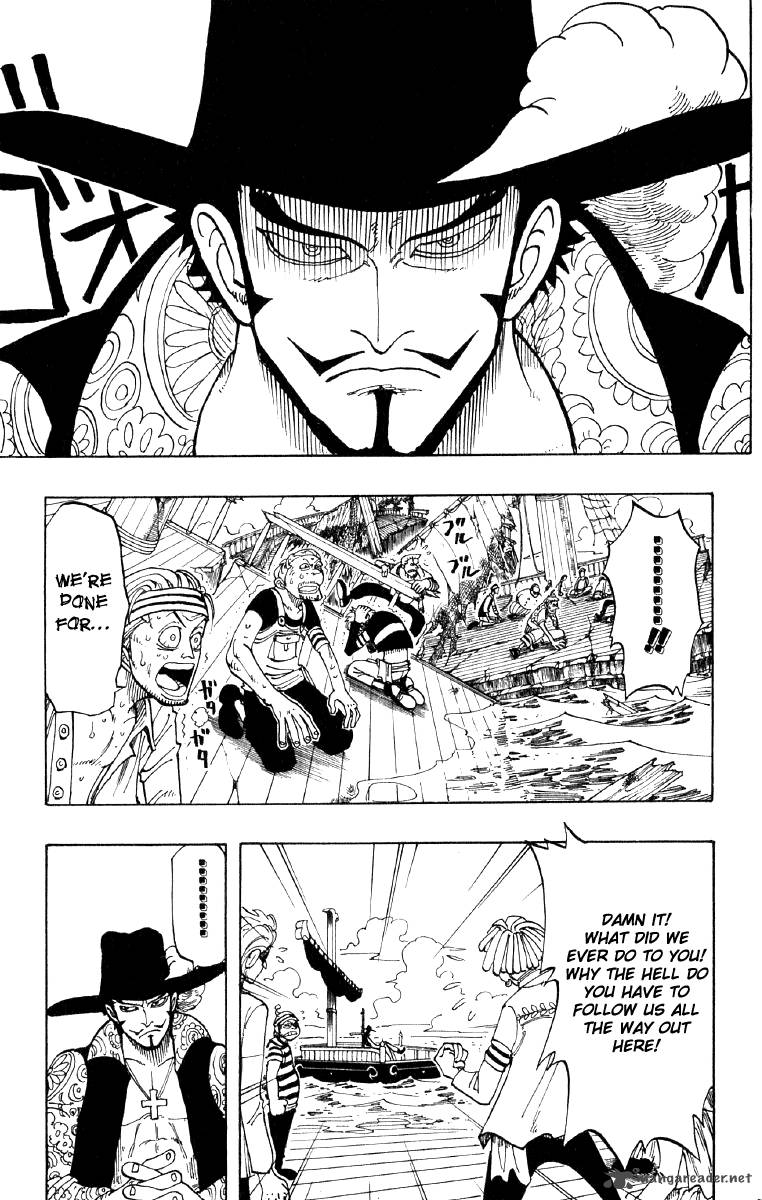 ゴオ
!!
WE'RE
DONE
FOR...
ブル
ブル
ガタ
ガタ
DAMN IT!
WHAT DID WE
EVER DO TO YOU!
WHY THE HELL DO
YOU HAVE TO
FOLLOW US ALL
THE WAY OUT
HERE!
mangareader.net